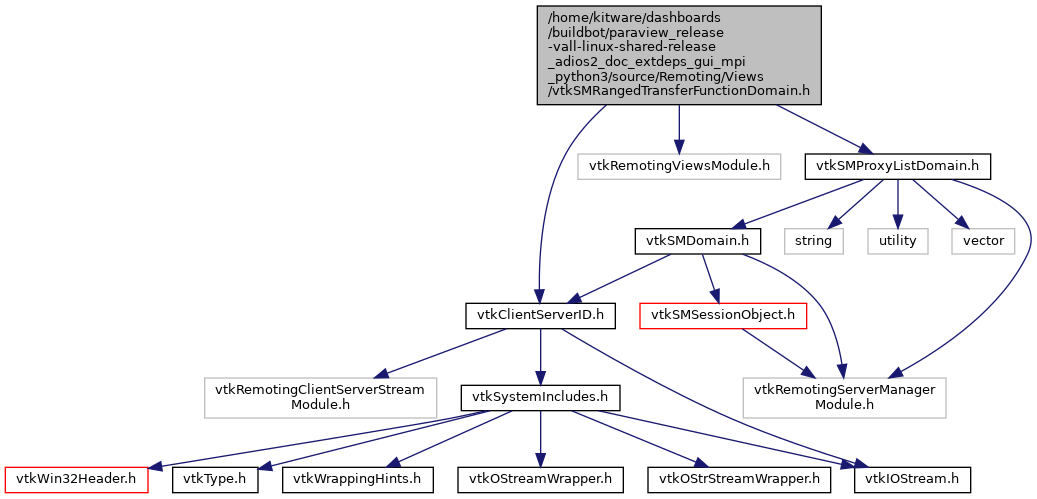 /home/kitware/dashboards
/buildbot/paraview_release
-vall-linux-shared-release
_adios2_doc_extdeps_gui_mpi
_python3/source/Remoting/Views
/vtkSMRangedTransferFunctionDomain.h
vtkRemotingViewsModule.h
vtkSMProxyListDomain.h
vtkSMDomain.h
string
utility
vector
vtkClientServerID.h
vtkSMSessionObject.h
vtkRemotingClientServerStream
Module.h
vtkSystemIncludes.h
vtkRemotingServerManager
Module.h
vtkWin32Header.h
vtkType.h
vtkWrappingHints.h
vtkOStreamWrapper.h
vtkOStrStreamWrapper.h
vtkIOStream.h